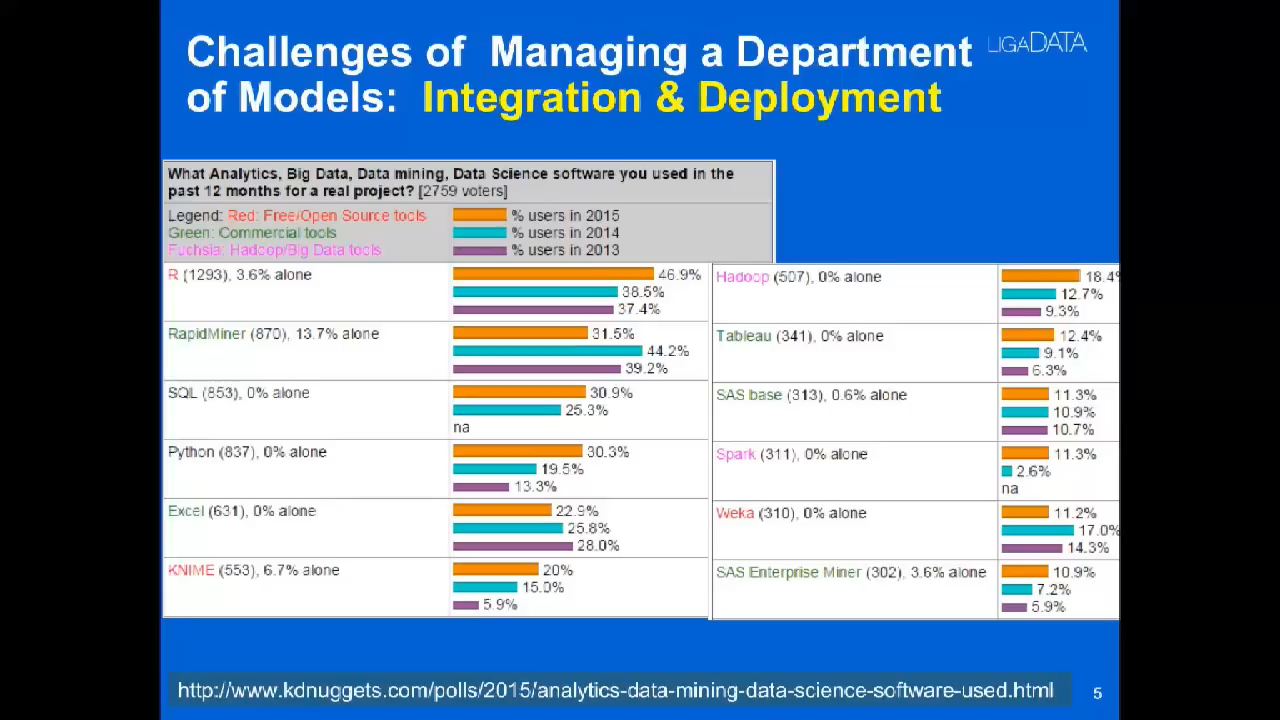 Challenges of Managing a Department
of Models: Integration & Deployment
LIGADATA
What Analytics, Big Data, Data mining, Data Science software you used in the
past 12 months for a real project? [2759 voters]
Legend: Red: Free/Open Source tools
Green: Commercial tools
Fuchsia: Hadoop/Big Data tools
% users in 2015
% users in 2014
% users in 2013
R (1293), 3.6% alone
46.9%
38.5%
37.4%
RapidMiner (870), 13.7% alone
31.5%
44.2%
39.2%
SQL (853), 0% alone
30.9%
25.3%
na
Python (837), 0% alone
30.3%
19.5%
13.3%
Excel (631), 0% alone
22.9%
25.8%
28.0%
KNIME (553), 6.7% alone
20%
15.0%
5.9%
Hadoop (507), 0% alone
18.4%
12.7%
9.3%
Tableau (341), 0% alone
12.4%
9.1%
6.3%
SAS base (313), 0.6% alone
11.3%
10.9%
10.7%
Spark (311), 0% alone
11.3%
2.6%
na
Weka (310), 0% alone
11.2%
17.0%
14.3%
SAS Enterprise Miner (302), 3.6% alone
10.9%
7.2%
5.9%
http://www.kdnuggets.com/polls/2015/analytics-data-mining-data-science-software-used.html
5